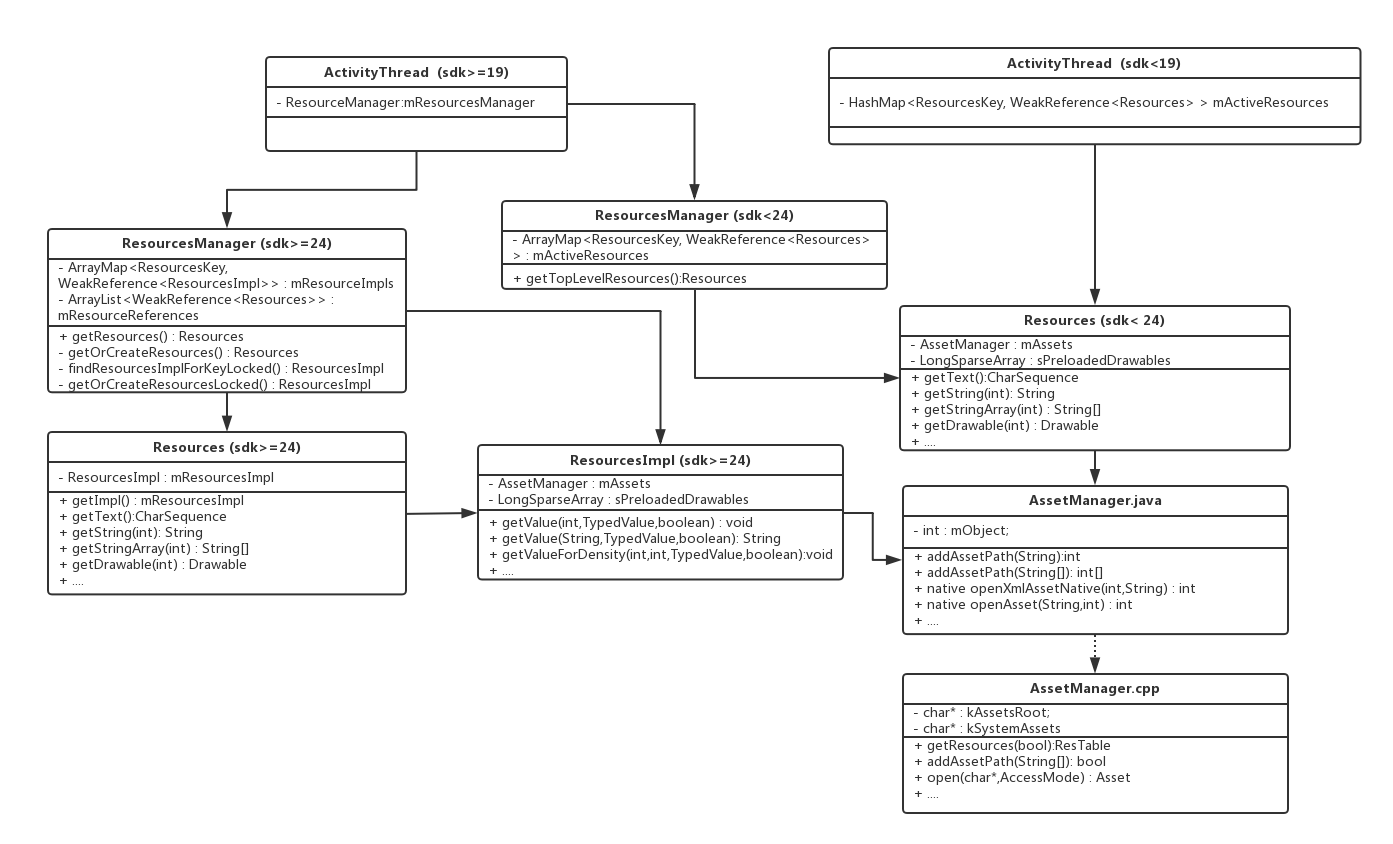 ActivityThread  (sdk>=19)
- ResourceManager:mResourcesManager
ActivityThread  (sdk<19)
- HashMap<ResourcesKey, WeakReference<Resources> > mActiveResources
ResourcesManager (sdk<24)
- ArrayMap<ResourcesKey, WeakReference<Resources>
> : mActiveResources
+ getTopLevelResources():Resources
ResourcesManager (sdk>=24)
- ArrayMap<ResourcesKey,
WeakReference<ResourcesImpl>> : mResourceImpls
- ArrayList<WeakReference<Resources>> :
mResourceReferences
+ getResources() : Resources
- getOrCreateResources() : Resources
- findResourcesImplForKeyLocked() : ResourcesImpl
- getOrCreateResourcesLocked() : ResourcesImpl
Resources (sdk< 24)
- AssetManager : mAssets
- LongSparseArray : sPreloadedDrawables
+ getText():CharSequence
+ getString(int): String
+ getStringArray(int) : String[]
+ getDrawable(int) : Drawable
+ ....
Resources (sdk>=24)
- ResourcesImpl : mResourcesImpl
+ getImpl() : mResourcesImpl
+ getText():CharSequence
+ getString(int): String
+ getStringArray(int) : String[]
+ getDrawable(int) : Drawable
+ ....
ResourcesImpl (sdk>=24)
- AssetManager : mAssets
- LongSparseArray : sPreloadedDrawables
+ getValue(int,TypedValue,boolean) : void
+ getValue(String,TypedValue,boolean): String
+ getValueForDensity(int,int,TypedValue,boolean):void
+ ....
AssetManager.java
- int : mObject;
+ addAssetPath(String):int
+ addAssetPath(String[]): int[]
+ native openXmlAssetNative(int,String) : int
+ native openAsset(String,int) : int
+ ....
AssetManager.cpp
- char* : kAssetsRoot;
- char* : kSystemAssets
+ getResources(bool):ResTable
+ addAssetPath(String[]): bool
+ open(char*,AccessMode) : Asset
+ ....